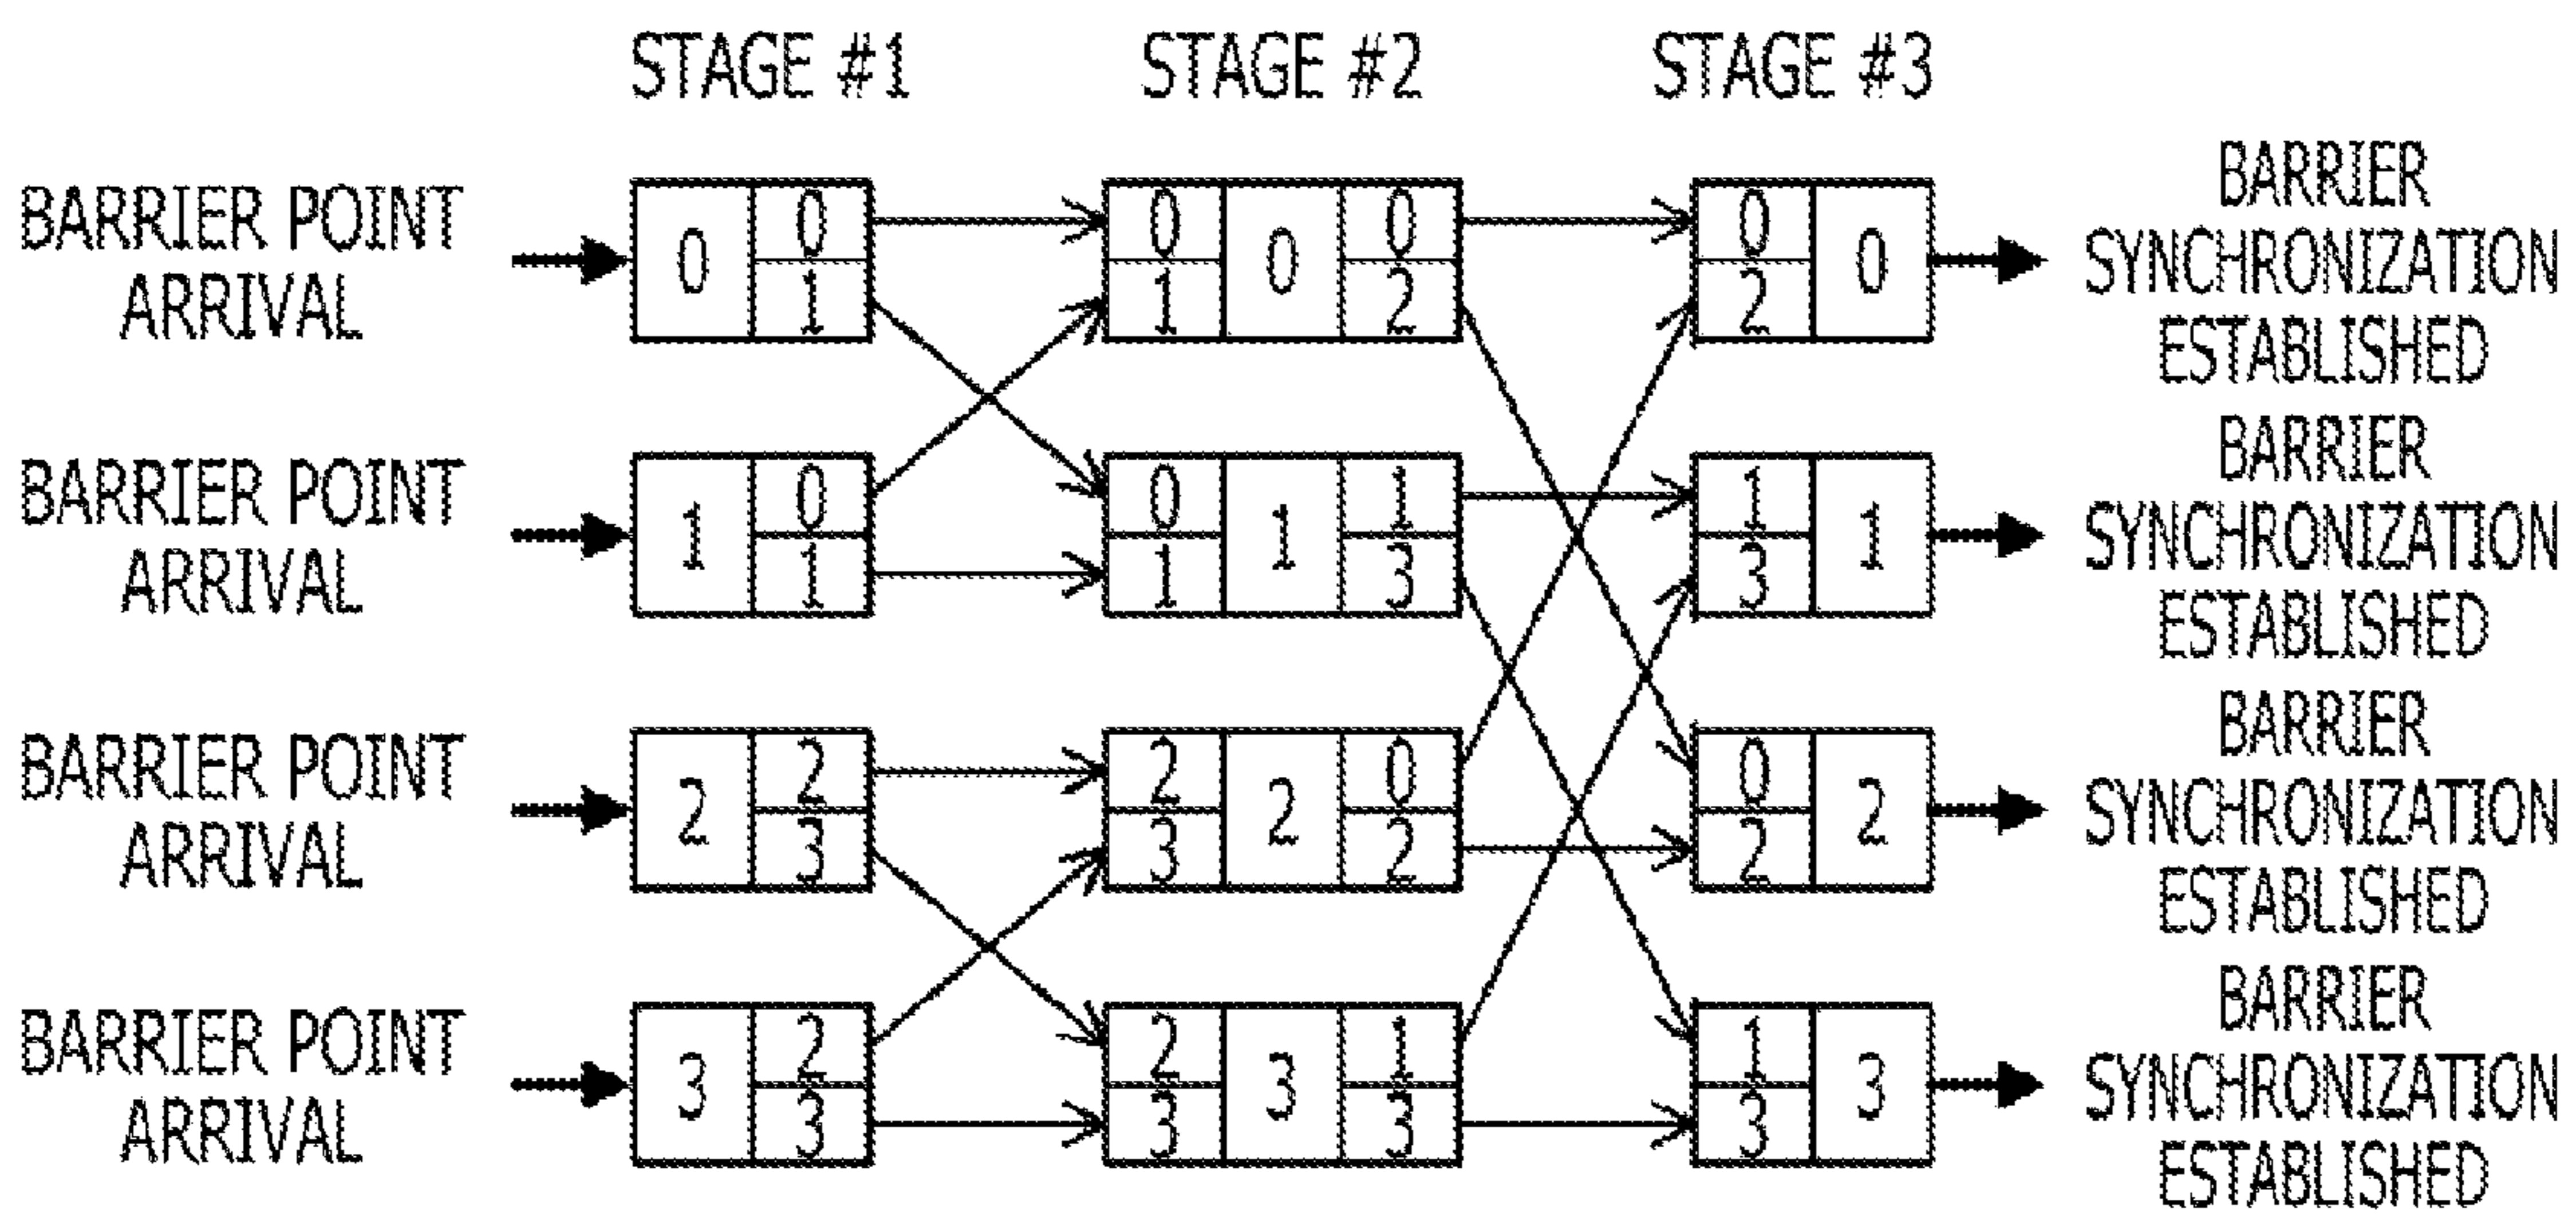 STAGE #1 STAGE #2 STAGE #3
BARRIER POINT
ARRIVAL
0
0
1
0
1
0
0
2
0
2
0
BARRIER
SYNCHRONIZATION
ESTABLISHED
BARRIER POINT
ARRIVAL
1
0
1
0
1
1
1
3
1
3
1
BARRIER
SYNCHRONIZATION
ESTABLISHED
BARRIER POINT
ARRIVAL
2
2
3
2
3
2
0
2
0
2
2
BARRIER
SYNCHRONIZATION
ESTABLISHED
BARRIER POINT
ARRIVAL
3
2
3
2
3
3
1
3
1
3
3
BARRIER
SYNCHRONIZATION
ESTABLISHED